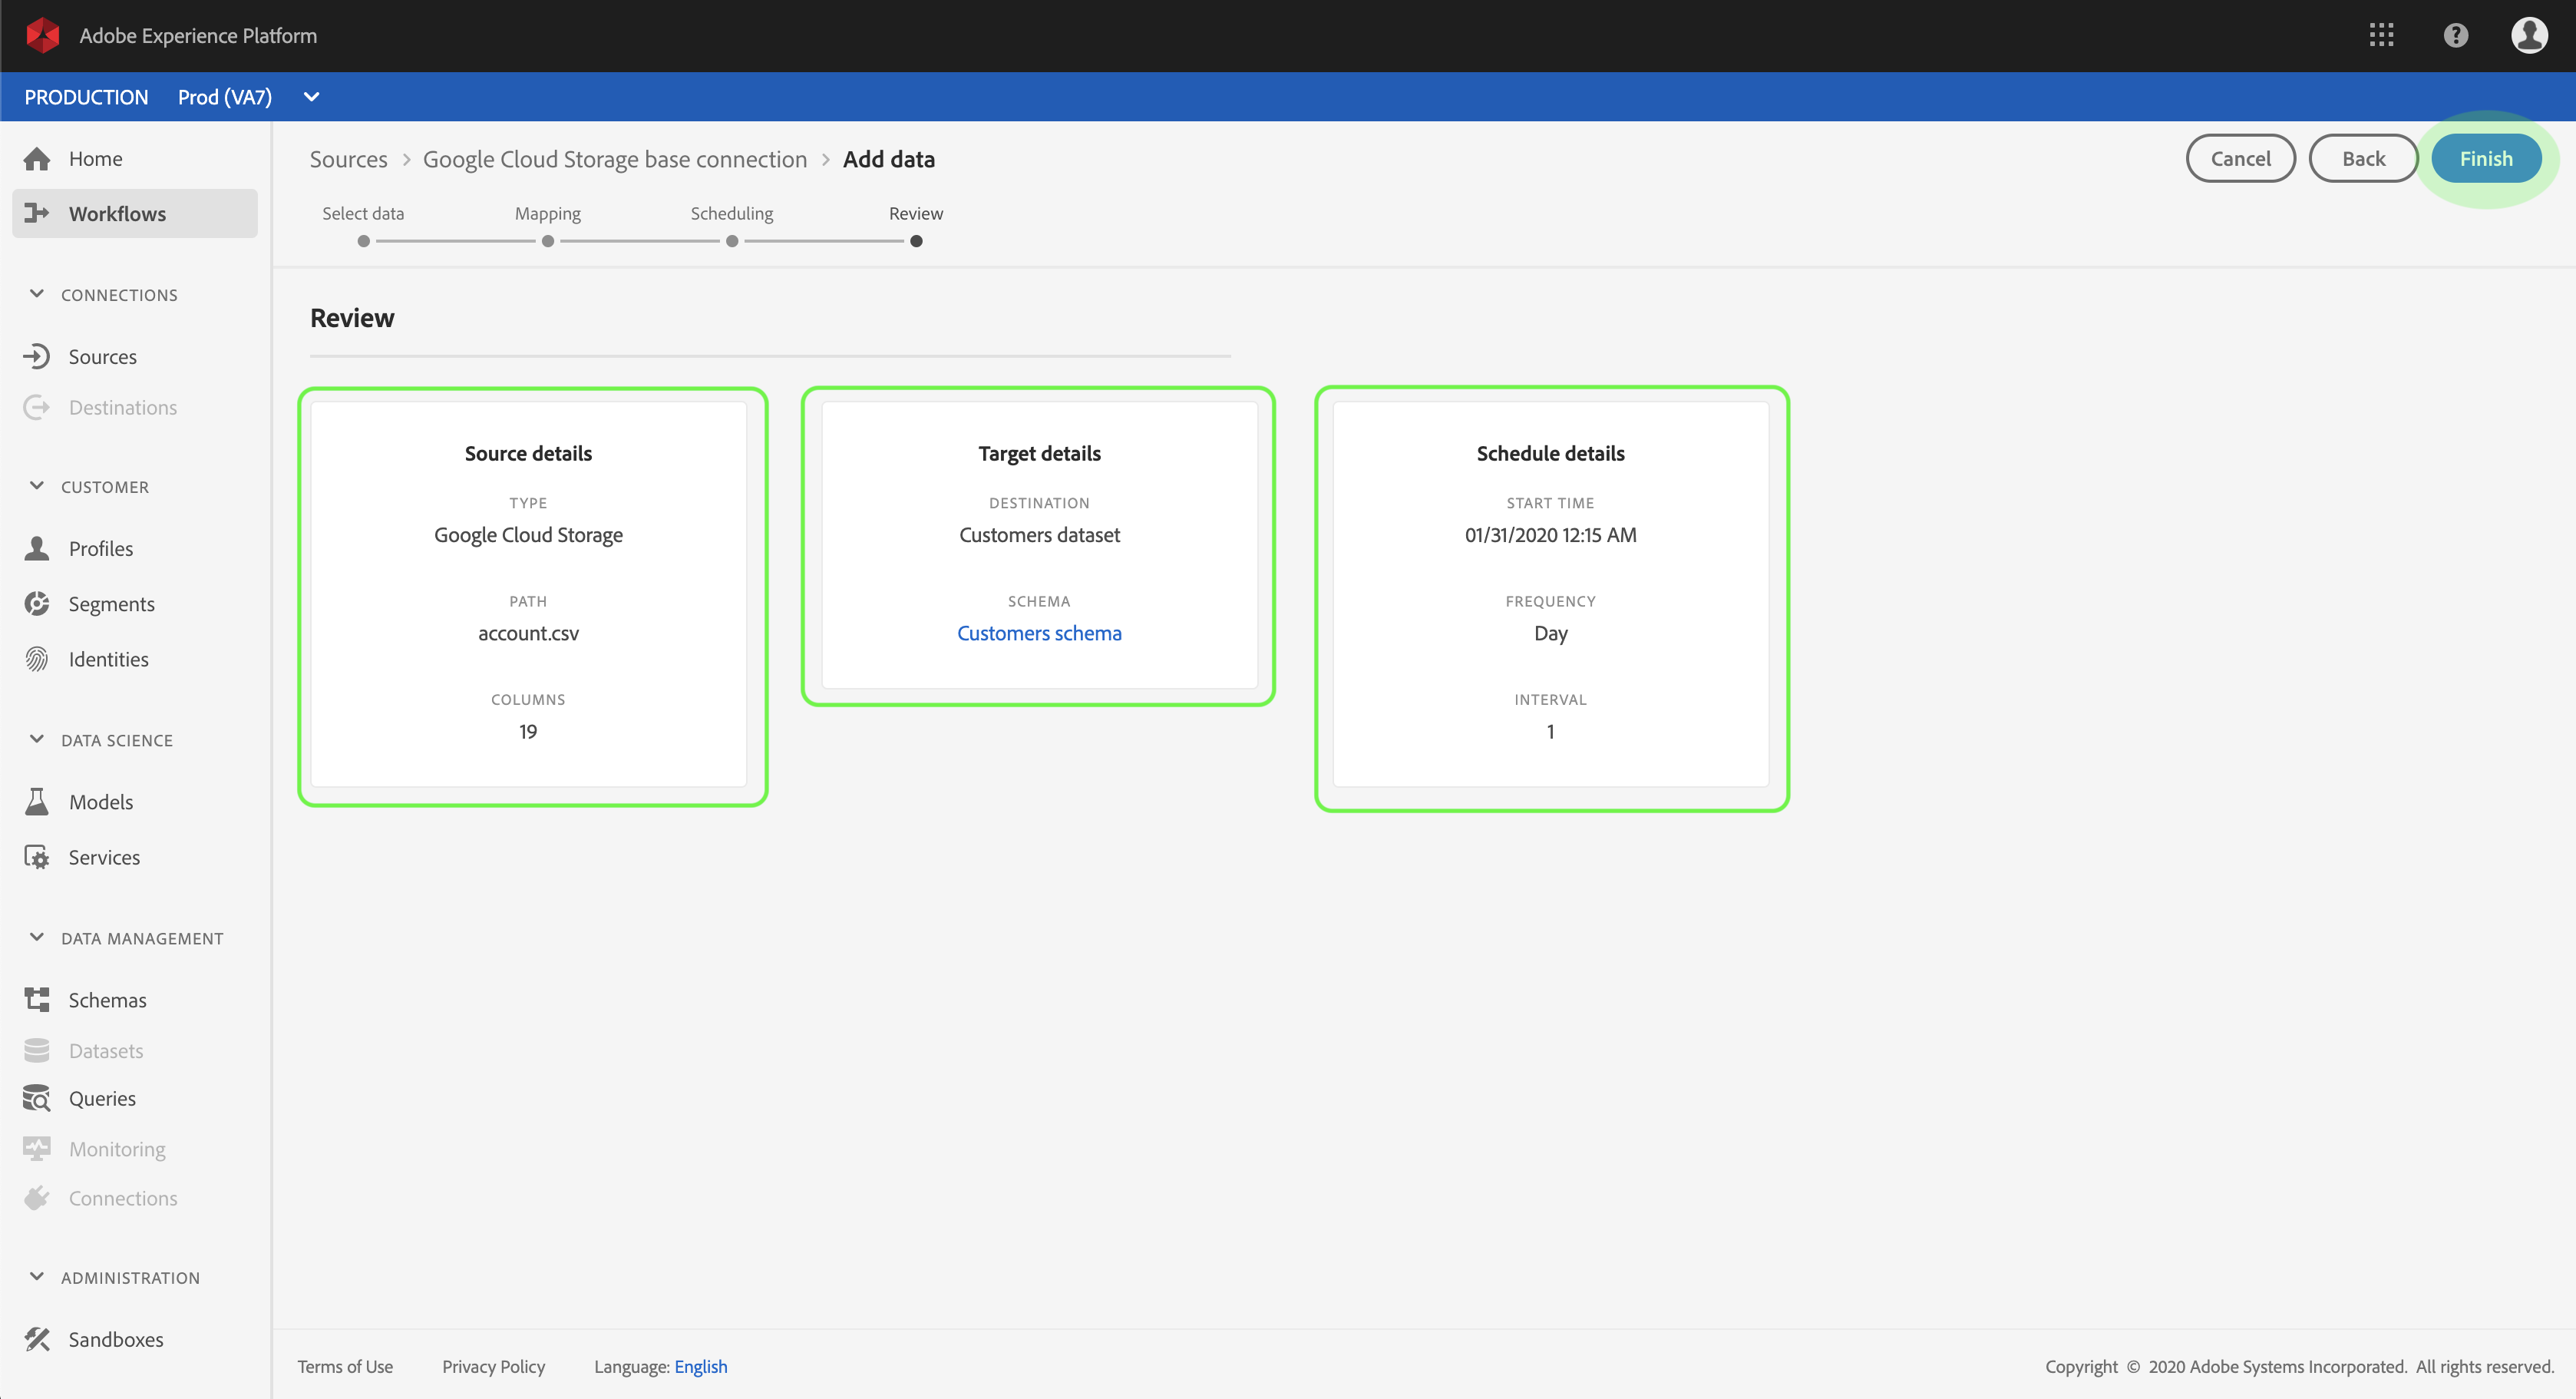 Adobe Experience Platform
PRODUCTION Prod (VA7)
Home
Workflows
CONNECTIONS
Sources
Destinations
CUSTOMER
Profiles
Segments
Identities
DATA SCIENCE
Models
Services
DATA MANAGEMENT
Schemas
Datasets
Queries
Monitoring
Connections
ADMINISTRATION
Sandboxes
Sources > Google Cloud Storage base connection > Add data
Cancel Back Finish
Select data Mapping Scheduling Review
Review
Source details
TYPE
Google Cloud Storage
PATH
account.csv
COLUMNS
19
Target details
DESTINATION
Customers dataset
SCHEMA
Customers schema
Schedule details
START TIME
01/31/2020 12:15 AM
FREQUENCY
Day
INTERVAL
1
Terms of Use Privacy Policy Language: English
Copyright © 2020 Adobe Systems Incorporated. All rights reserved.